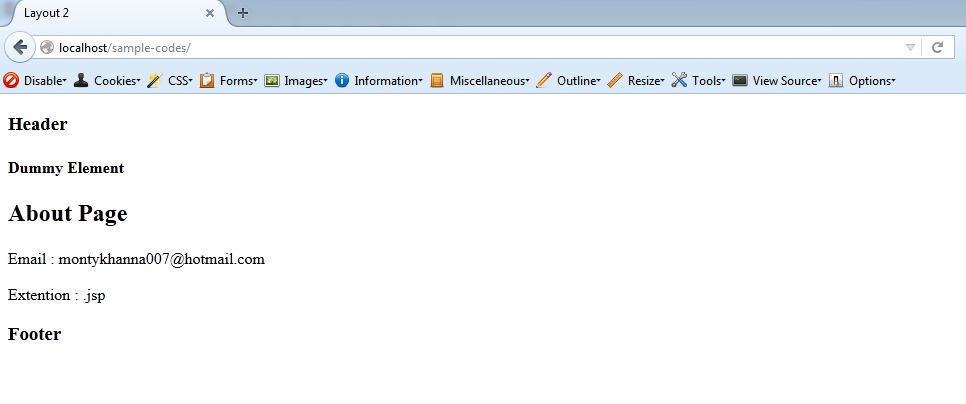 Layout 2
localhost/sample-codes/
Disable Cookies CSS Forms Images Information Miscellaneous Outline Resize Tools View Source Options
Header
Dummy Element
About Page
Email : montykhanna007@hotmail.com
Extention : .jsp
Footer